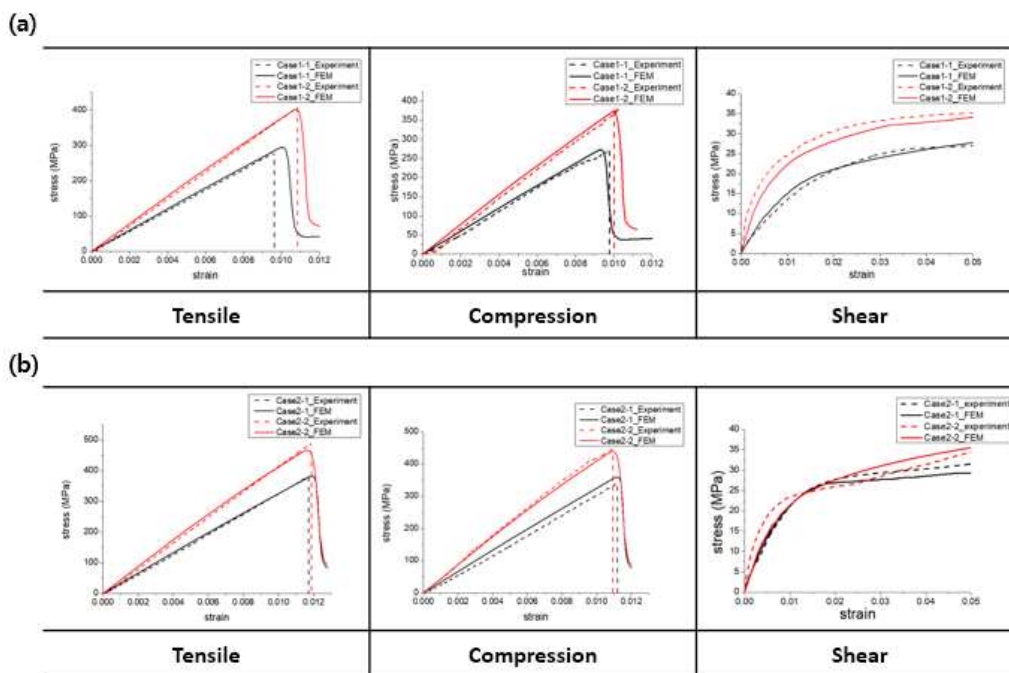 (a)
Case1-1_Experiment
Case1-1_FEM
Case1-2_Experiment
Case1-2_FEM
400
300
200
100
0
stress (MPa)
0.000 0.002 0.004 0.006 0.008 0.010 0.012
strain
Case1-1_Experiment
Case1-1_FEM
Case1-2_Experiment
Case1-2_FEM
400
350
300
250
200
150
100
50
0
stress (MPa)
0.000 0.002 0.004 0.006 0.008 0.010 0.012
strain
Case1-1_Experiment
Case1-1_FEM
Case1-2_Experiment
Case1-2_FEM
40
35
30
25
20
15
10
5
0
stress (MPa)
0.00 0.01 0.02 0.03 0.04 0.05
strain
Tensile Compression Shear
(b)
Case2-1_Experiment
Case2-1_FEM
Case2-2_Experiment
Case2-2_FEM
500
400
300
200
100
0
stress (MPa)
0.000 0.002 0.004 0.006 0.008 0.010 0.012
strain
Case2-1_Experiment
Case2-1_FEM
Case2-2_Experiment
Case2-2_FEM
500
400
300
200
100
0
stress (MPa)
0.000 0.002 0.004 0.006 0.008 0.010 0.012
strain
Case2-1_experiment
Case2-1_FEM
Case2-2_experiment
Case2-2_FEM
40
35
30
25
20
15
10
5
0
stress (MPa)
0.00 0.01 0.02 0.03 0.04 0.05
strain
Tensile Compression Shear